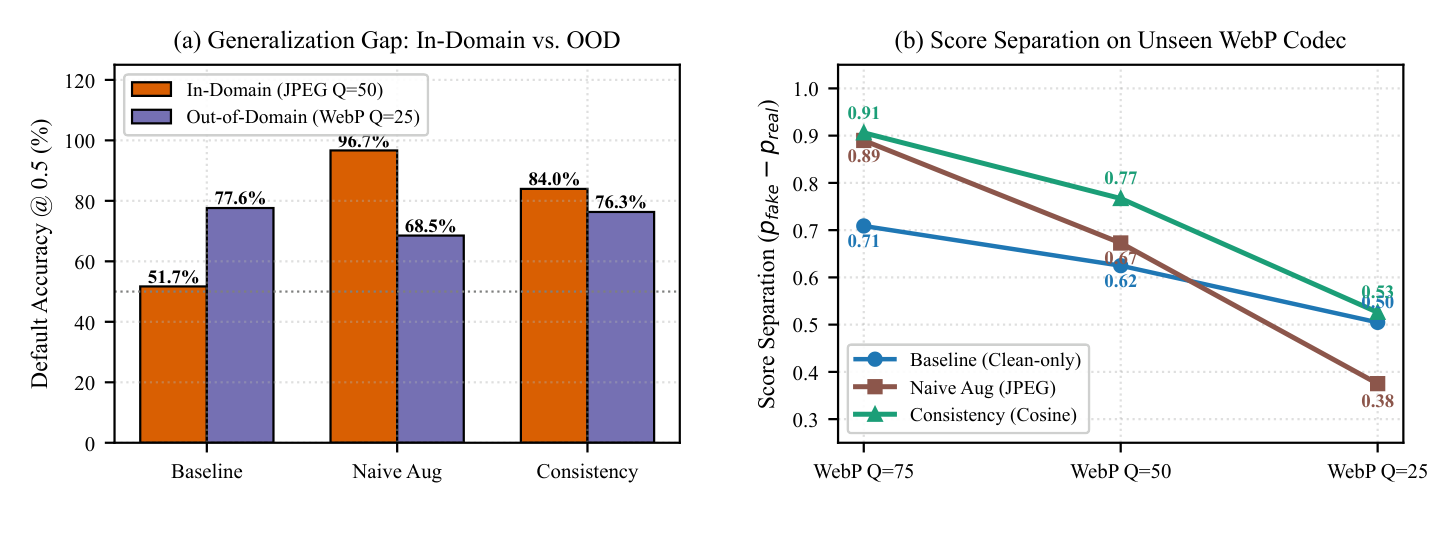 (a) Generalization Gap: In-Domain vs. OOD
Default Accuracy @ 0.5 (%)
120
100
80
60
40
20
0
In-Domain (JPEG Q=50)
Out-of-Domain (WebP Q=25)
51.7%
77.6%
96.7%
68.5%
84.0%
76.3%
Baseline
Naive Aug
Consistency
(b) Score Separation on Unseen WebP Codec
Score Separation (p_fake − p_real)
1.0
0.9
0.8
0.7
0.6
0.5
0.4
0.3
0.91
0.89
0.71
0.77
0.67
0.62
0.53
0.50
0.38
Baseline (Clean-only)
Naive Aug (JPEG)
Consistency (Cosine)
WebP Q=75
WebP Q=50
WebP Q=25